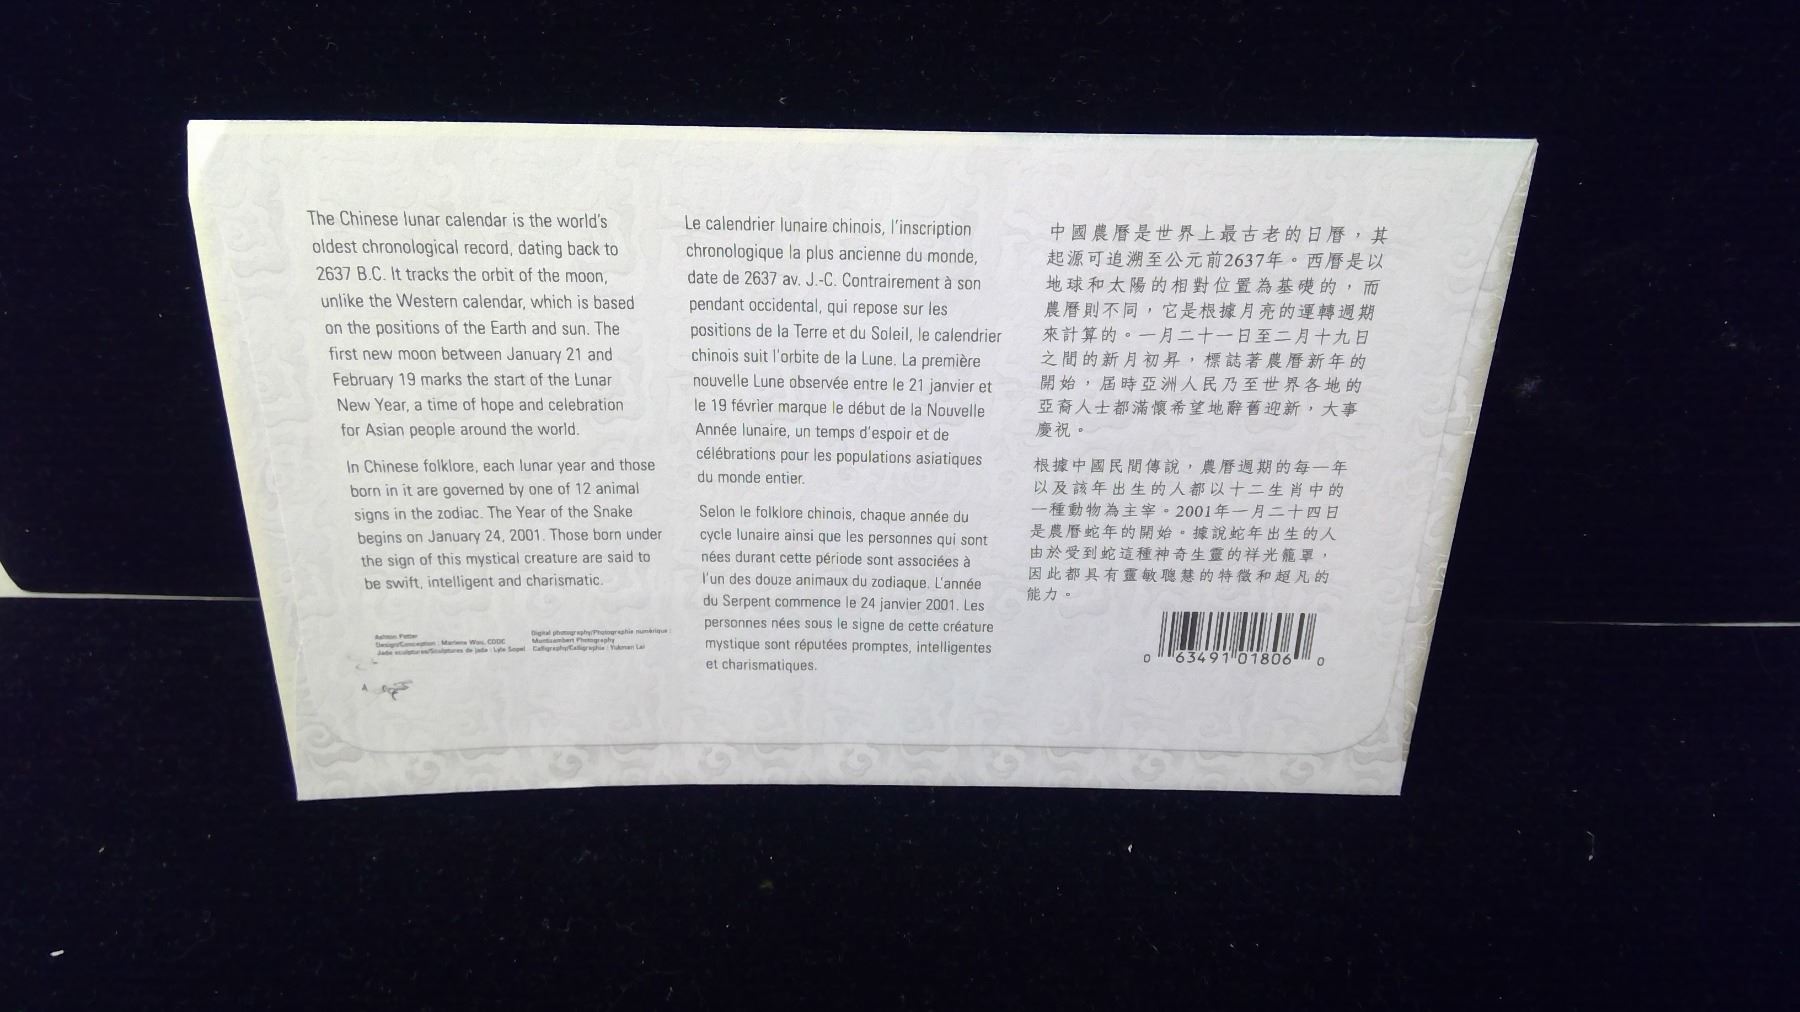 The Chinese lunar calendar is the world's
oldest chronological record, dating back to
2637 B.C. It tracks the orbit of the moon,
unlike the Western calendar, which is based
on the positions of the Earth and sun. The
first new moon between January 21 and
February 19 marks the start of the Lunar
New Year, a time of hope and celebration
for Asian people around the world.
In Chinese folklore, each lunar year and those
born in it are governed by one of 12 animal
signs in the zodiac. The Year of the Snake
begins on January 24, 2001. Those born under
the sign of this mystical creature are said to
be swift, intelligent and charismatic.
Ashton Potter
Design/Conception : Marlene Wou, CDDC
Jade sculptures/Sculptures de jade : Lyle Sopel
Digital photography/Photographie numérique :
Muntisambert Photography
Calligraphy/Calligraphie : Yukman Lai
Le calendrier lunaire chinois, l'inscription
chronologique la plus ancienne du monde,
date de 2637 av. J.-C. Contrairement à son
pendant occidental, qui repose sur les
positions de la Terre et du Soleil, le calendrier
chinois suit l'orbite de la Lune. La première
nouvelle Lune observée entre le 21 janvier et
le 19 février marque le début de la Nouvelle
Année lunaire, un temps d'espoir et de
célébrations pour les populations asiatiques
du monde entier.
Selon le folklore chinois, chaque année du
cycle lunaire ainsi que les personnes qui sont
nées durant cette période sont associées à
l'un des douze animaux du zodiaque. L'année
du Serpent commence le 24 janvier 2001. Les
personnes nées sous le signe de cette créature
mystique sont réputées promptes, intelligentes
et charismatiques.
中國農曆是世界上最古老的日曆，其
起源可追溯至公元前2637年。西曆是以
地球和太陽的相對位置為基礎的，而
農曆則不同，它是根據月亮的運轉週期
來計算的。一月二十一日至二月十九日
之間的新月初昇，標誌著農曆新年的
開始，屆時亞洲人民乃至世界各地的
亞裔人士都滿懷希望地辭舊迎新，大事
慶祝。
根據中國民間傳說，農曆週期的每一年
以及該年出生的人都以十二生肖中的
一種動物為主宰。2001年一月二十四日
是農曆蛇年的開始。據說蛇年出生的人
由於受到蛇這種神奇生靈的祥光籠罩，
因此都具有靈敏聰慧的特徵和超凡的
能力。
0 63491 01806 0